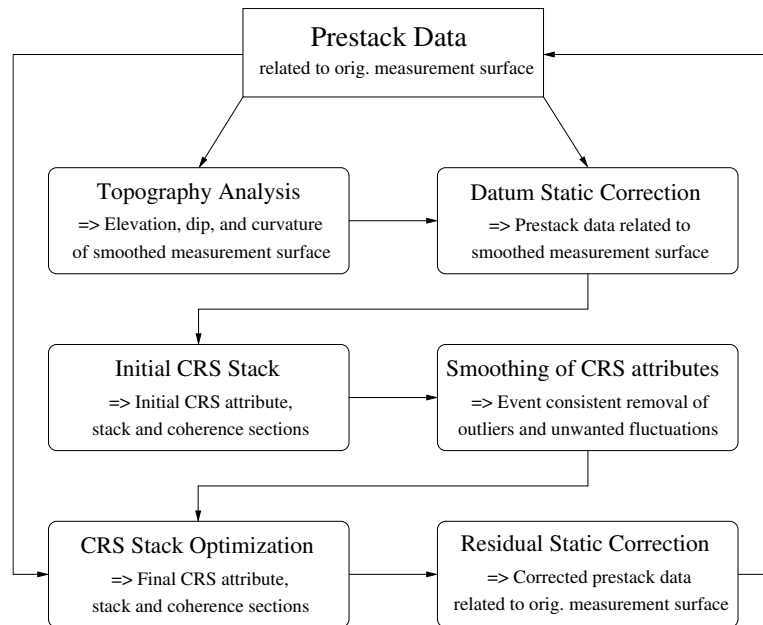 Prestack Data
related to orig. measurement surface
Topography Analysis
=> Elevation, dip, and curvature
of smoothed measurement surface
Datum Static Correction
=> Prestack data related to
smoothed measurement surface
Initial CRS Stack
=> Initial CRS attribute,
stack and coherence sections
Smoothing of CRS attributes
=> Event consistent removal of
outliers and unwanted fluctuations
CRS Stack Optimization
=> Final CRS attribute,
stack and coherence sections
Residual Static Correction
=> Corrected prestack data
related to orig. measurement surface